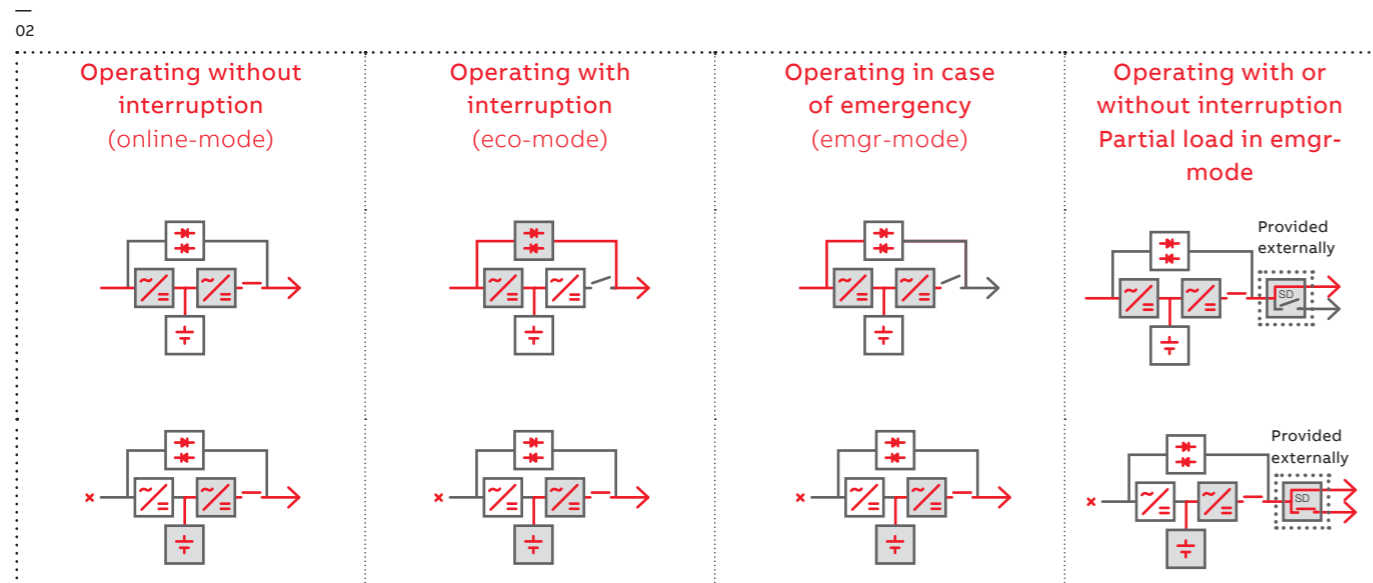 02
Operating without
interruption
(online-mode)
Operating with
interruption
(eco-mode)
Operating in case
of emergency
(emgr-mode)
Operating with or
without interruption
Partial load in emgr-
mode
Provided
externally
SD
Provided
externally
SD